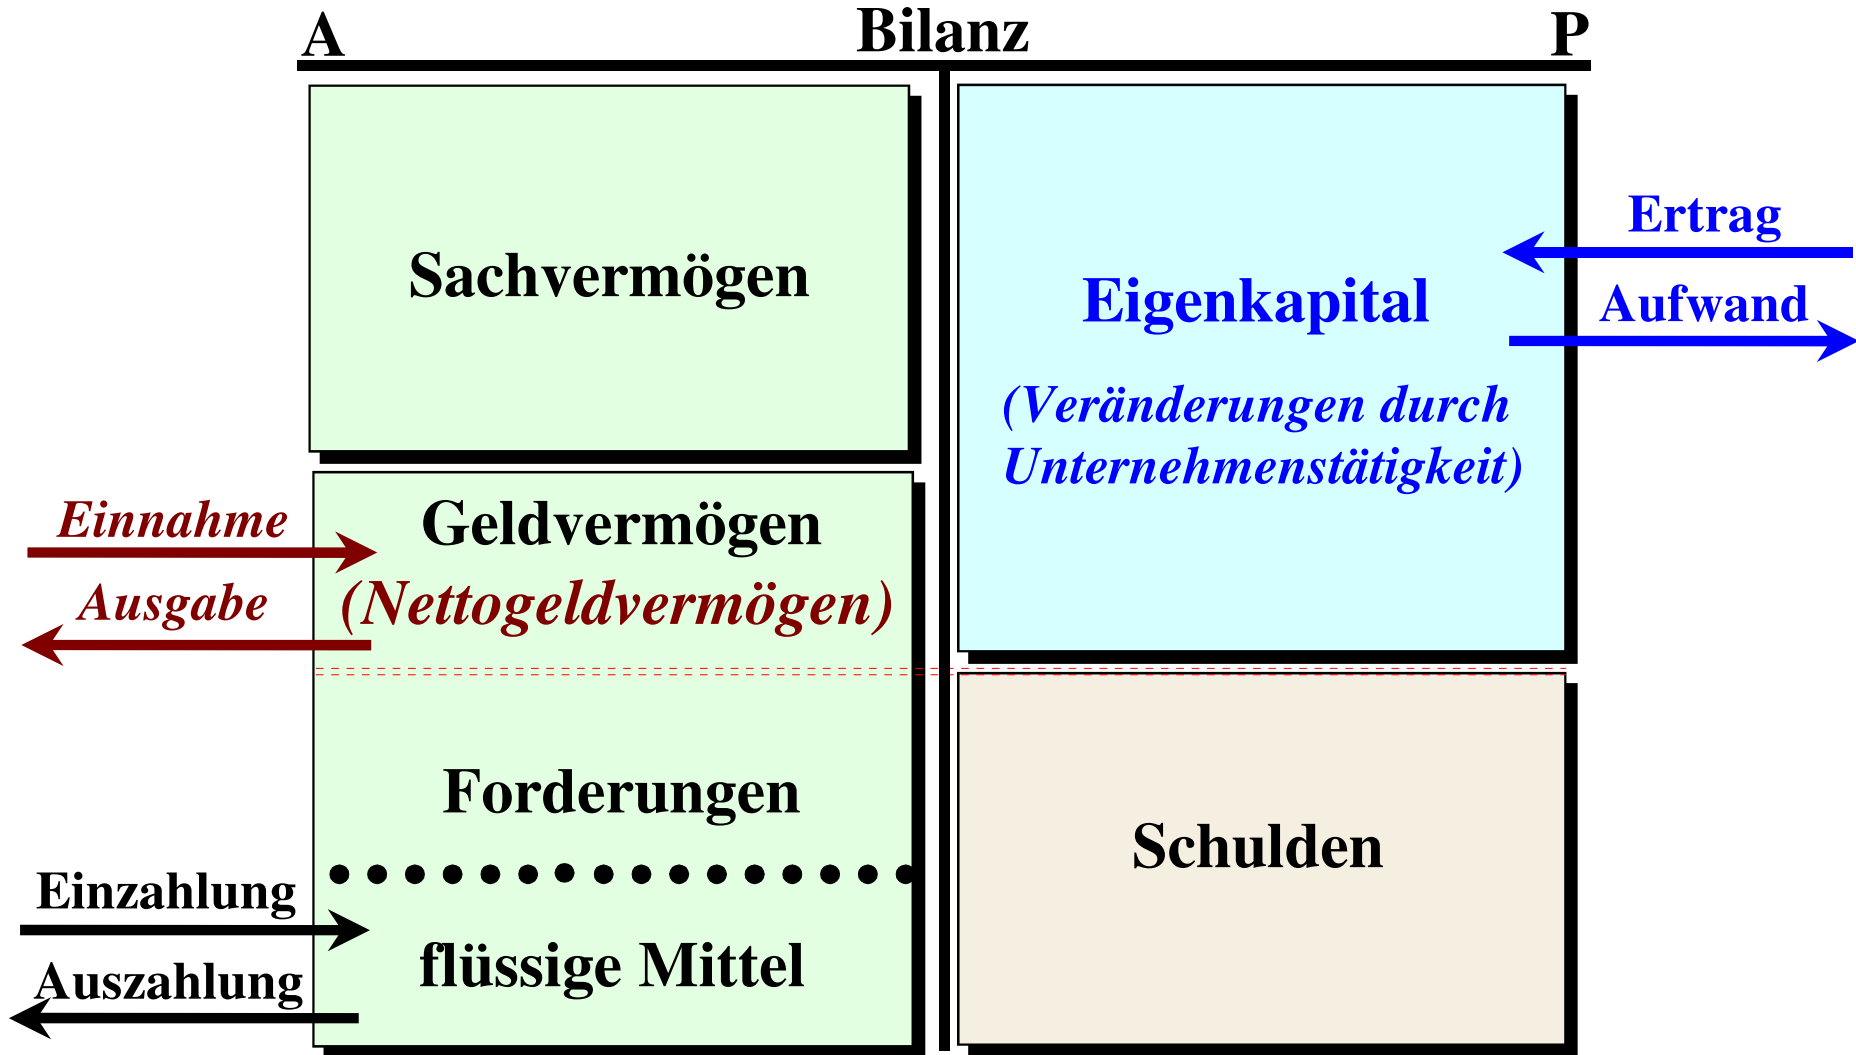 A
Bilanz
P
Sachvermögen
Geldvermögen
(Nettogeldvermögen)
Einnahme
Ausgabe
Forderungen
flüssige Mittel
Einzahlung
Auszahlung
Eigenkapital
(Veränderungen durch
Unternehmenstätigkeit)
Ertrag
Aufwand
Schulden